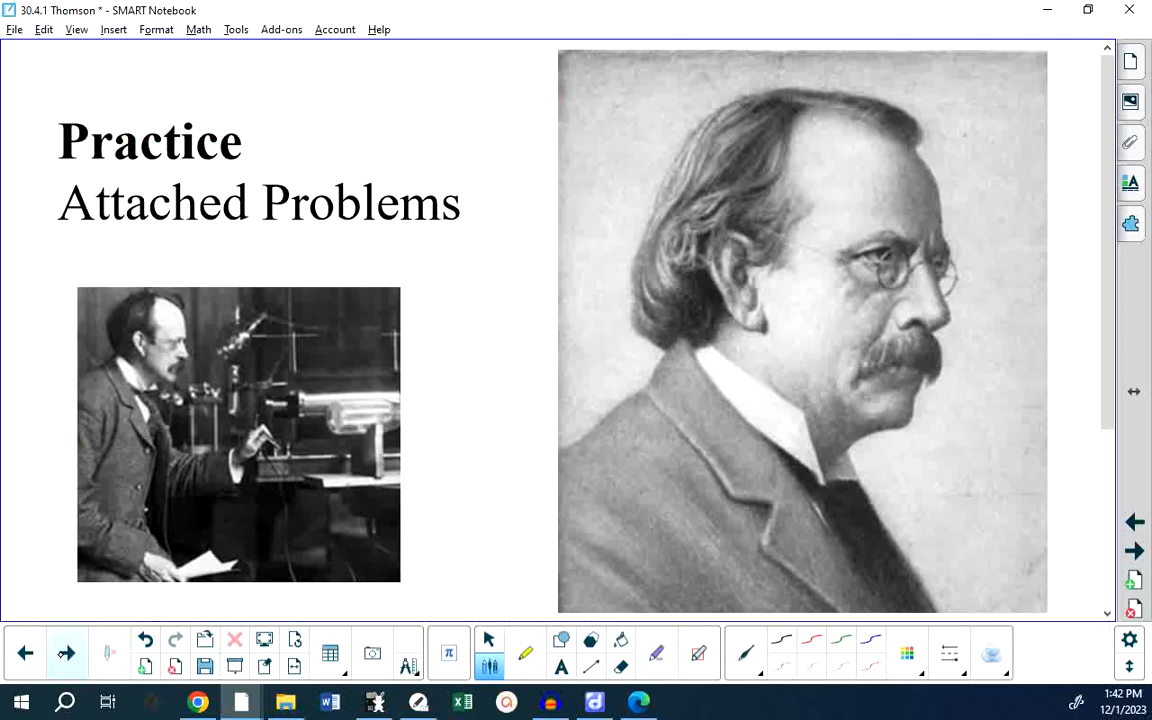 30.4.1 Thomson * - SMART Notebook
File Edit View Insert Format Math Tools Add-ons Account Help
Practice
Attached Problems
1:42 PM
12/1/2023